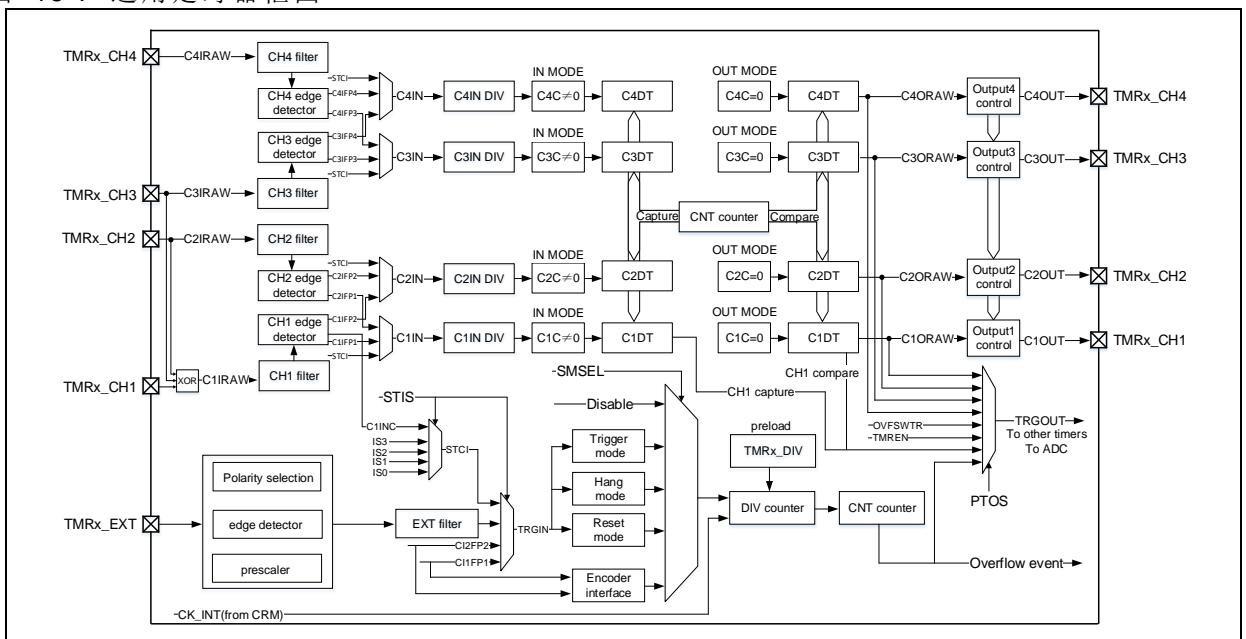 TMRx_CH4
C4IRAW
CH4 filter
STCI
C4IFP4
C4IFP3
CH4 edge
detector
C4IN
C4IN DIV
IN MODE
C4C≠0
C4DT
OUT MODE
C4C=0
C4DT
C4ORAW
Output4
control
C4OUT
TMRx_CH4
CH3 edge
detector
C3IFP4
C3IFP3
STCI
C3IN
C3IN DIV
C3C≠0
C3DT
C3C=0
C3DT
C3ORAW
Output3
control
C3OUT
TMRx_CH3
TMRx_CH3
C3IRAW
CH3 filter
Capture
CNT counter
Compare
TMRx_CH2
C2IRAW
CH2 filter
STCI
C2IFP2
C2IFP1
CH2 edge
detector
C2IN
C2IN DIV
IN MODE
C2C≠0
C2DT
OUT MODE
C2C=0
C2DT
C2ORAW
Output2
control
C2OUT
TMRx_CH2
CH1 edge
detector
C1IFP2
C1IFP1
STCI
C1IN
C1IN DIV
IN MODE
C1C≠0
C1DT
OUT MODE
C1C=0
C1DT
C1ORAW
Output1
control
C1OUT
TMRx_CH1
TMRx_CH1
XOR
C1IRAW
CH1 filter
CH1 compare
CH1 capture
SMSEL
STIS
Disable
C1INC
IS3
IS2
IS1
IS0
STCI
Trigger
mode
Hang
mode
Reset
mode
Encoder
interface
preload
TMRx_DIV
DIV counter
CNT counter
OVFSWTR
TMREN
TRGOUT
To other timers
To ADC
PTOS
Overflow event
TMRx_EXT
Polarity selection
edge detector
prescaler
EXT filter
TRGIN
CI2FP2
CI1FP1
CK_INT(from CRM)